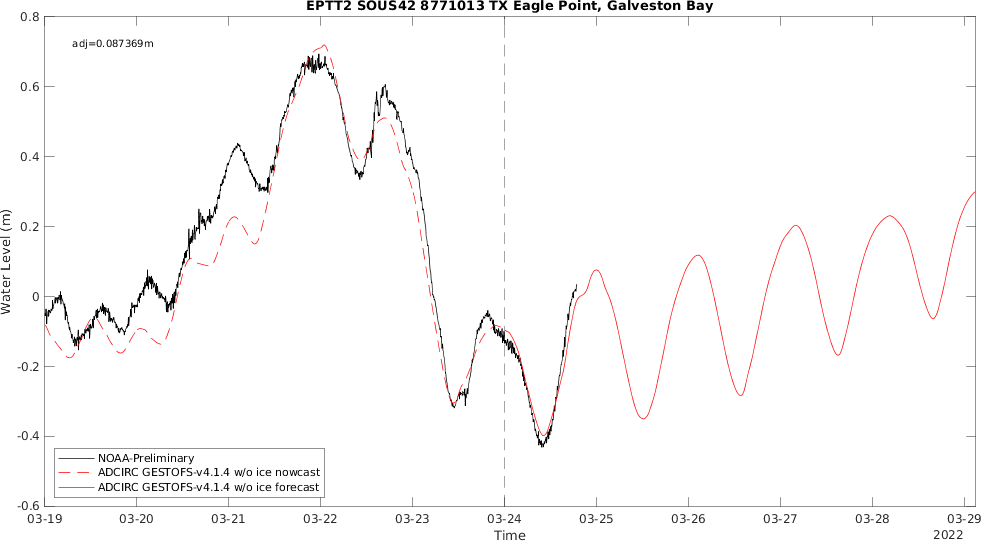 EPTT2 SOUS42 8771013 TX Eagle Point, Galveston Bay
adj=0.087369m
0.8
0.6
0.4
0.2
0
-0.2
-0.4
-0.6
Water Level (m)
NOAA-Preliminary
ADCIRC GESTOFS-v4.1.4 w/o ice nowcast
ADCIRC GESTOFS-v4.1.4 w/o ice forecast
03-19 03-20 03-21 03-22 03-23 03-24 03-25 03-26 03-27 03-28 03-29
Time 2022